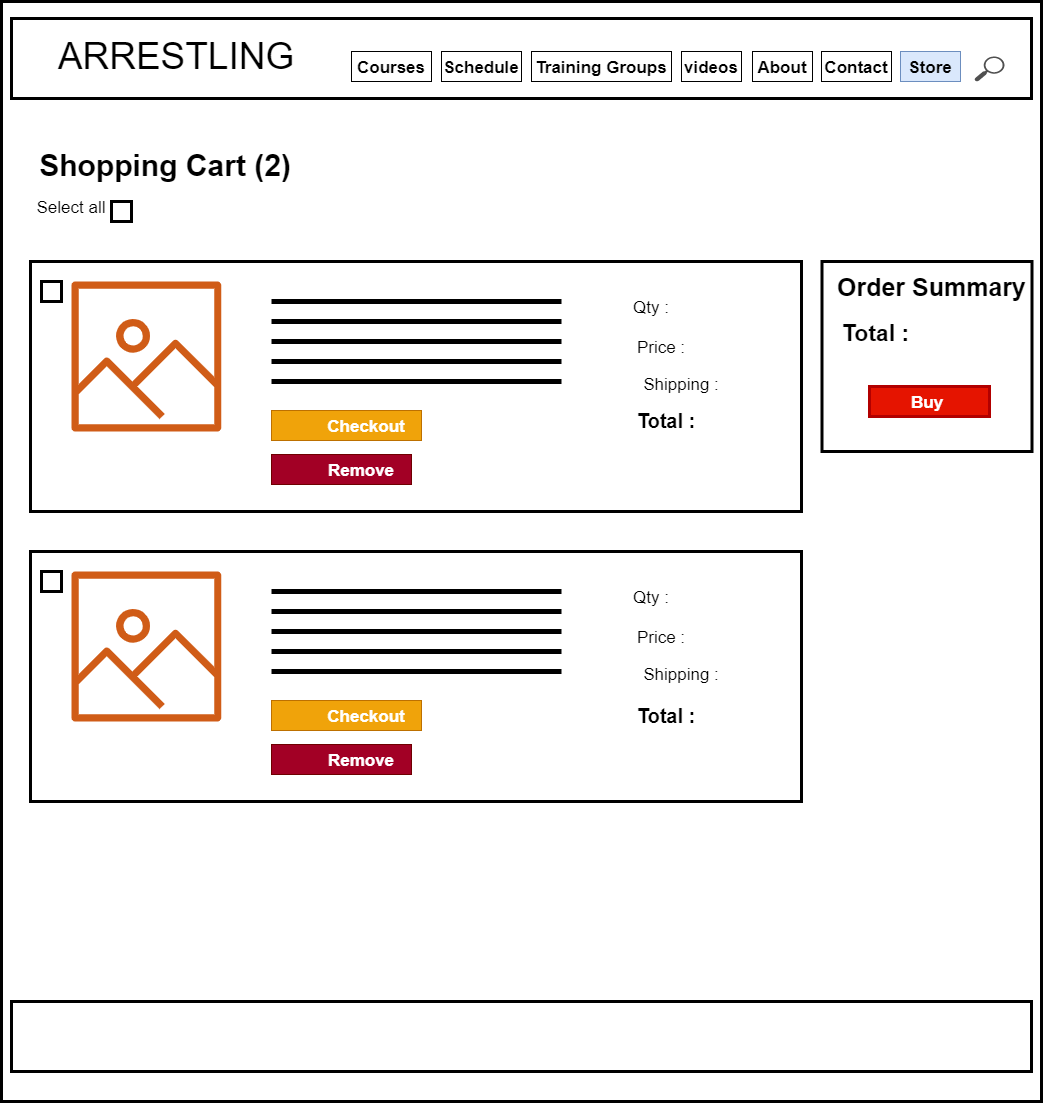 ARRESTLING
Courses Schedule Training Groups videos About Contact Store
Shopping Cart (2)
Select all
Qty :
Price :
Shipping :
Total :
Checkout
Remove
Order Summary
Total :
Buy
Qty :
Price :
Shipping :
Total :
Checkout
Remove